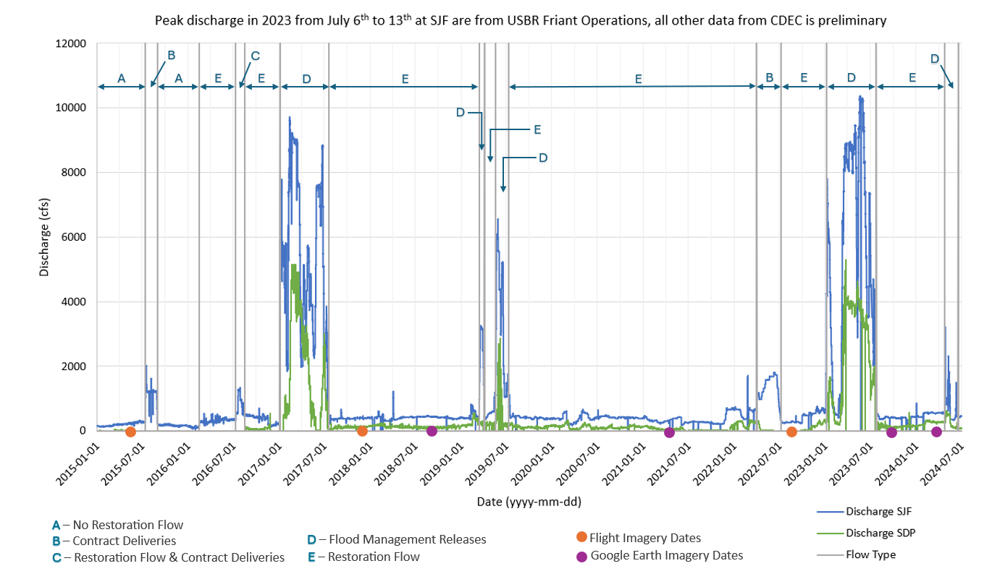 Peak discharge in 2023 from July 6th to 13th at SJF are from USBR Friant Operations, all other data from CDEC is preliminary
12000
10000
8000
6000
4000
2000
0
Discharge (cfs)
B
C
D
A
A
E
E
D
E
E
B
E
D
E
D
E
D
2015-01-01
2015-07-01
2016-01-01
2016-07-01
2017-01-01
2017-07-01
2018-01-01
2018-07-01
2019-01-01
2019-07-01
2020-01-01
2020-07-01
2021-01-01
2021-07-01
2022-01-01
2022-07-01
2023-01-01
2023-07-01
2024-01-01
2024-07-01
Date (yyyy-mm-dd)
A – No Restoration Flow
B – Contract Deliveries
C – Restoration Flow & Contract Deliveries
D – Flood Management Releases
E – Restoration Flow
Flight Imagery Dates
Google Earth Imagery Dates
Discharge SJF
Discharge SDP
Flow Type